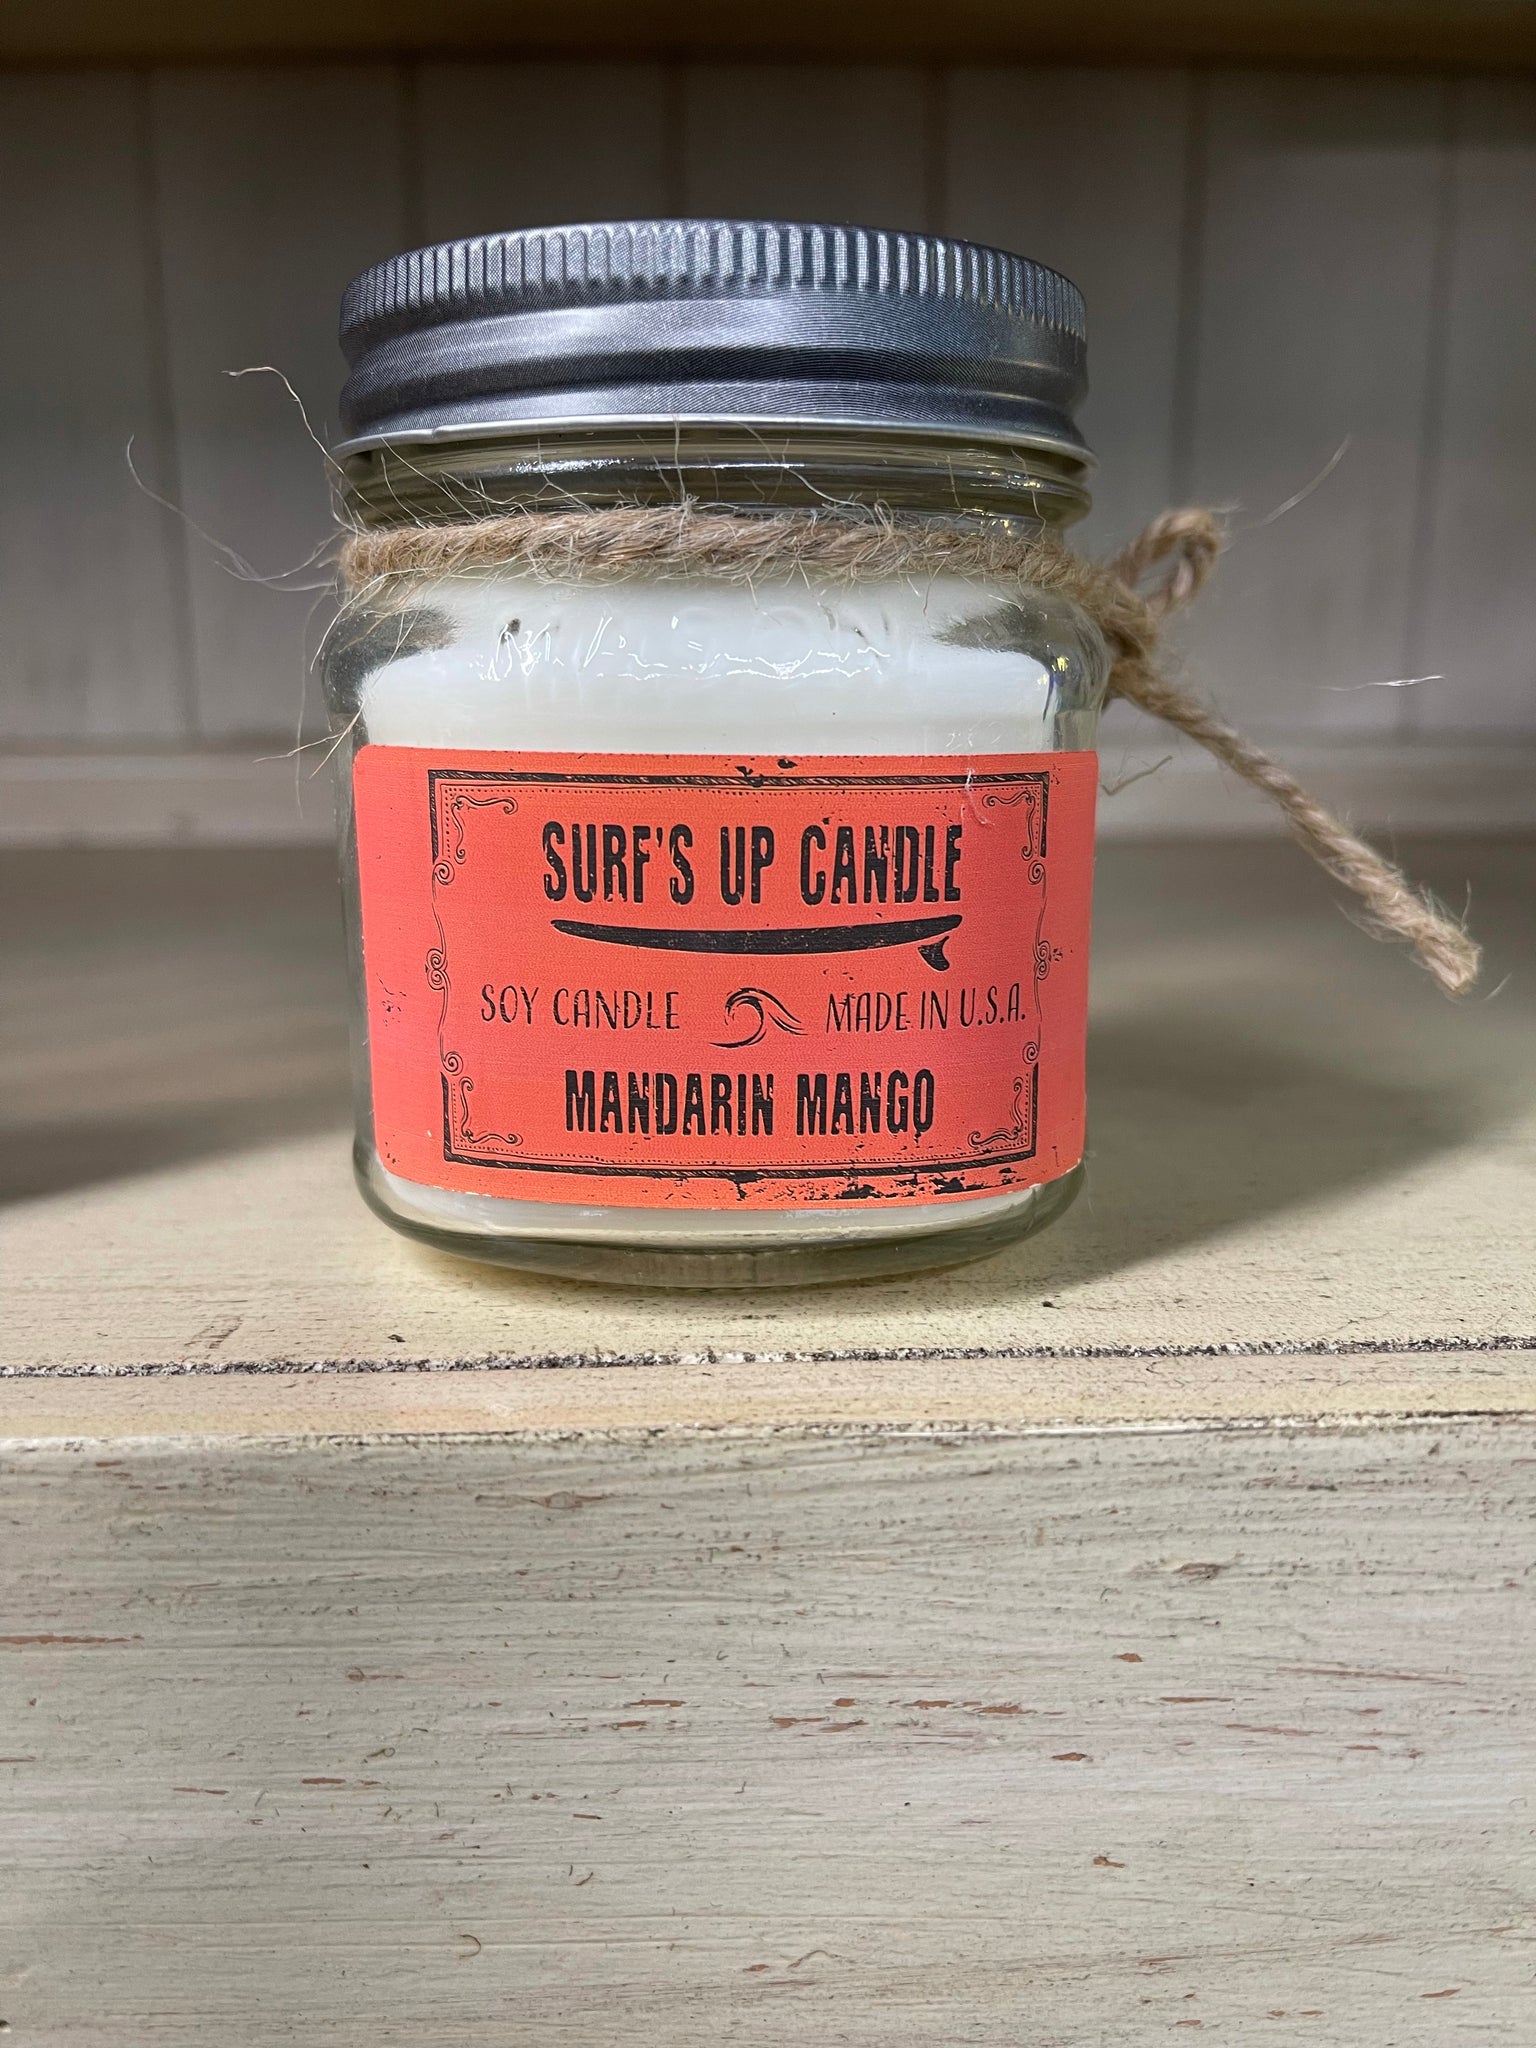 SURF'S UP CANDLE
SOY CANDLE MADE IN U.S.A.
MANDARIN MANGO